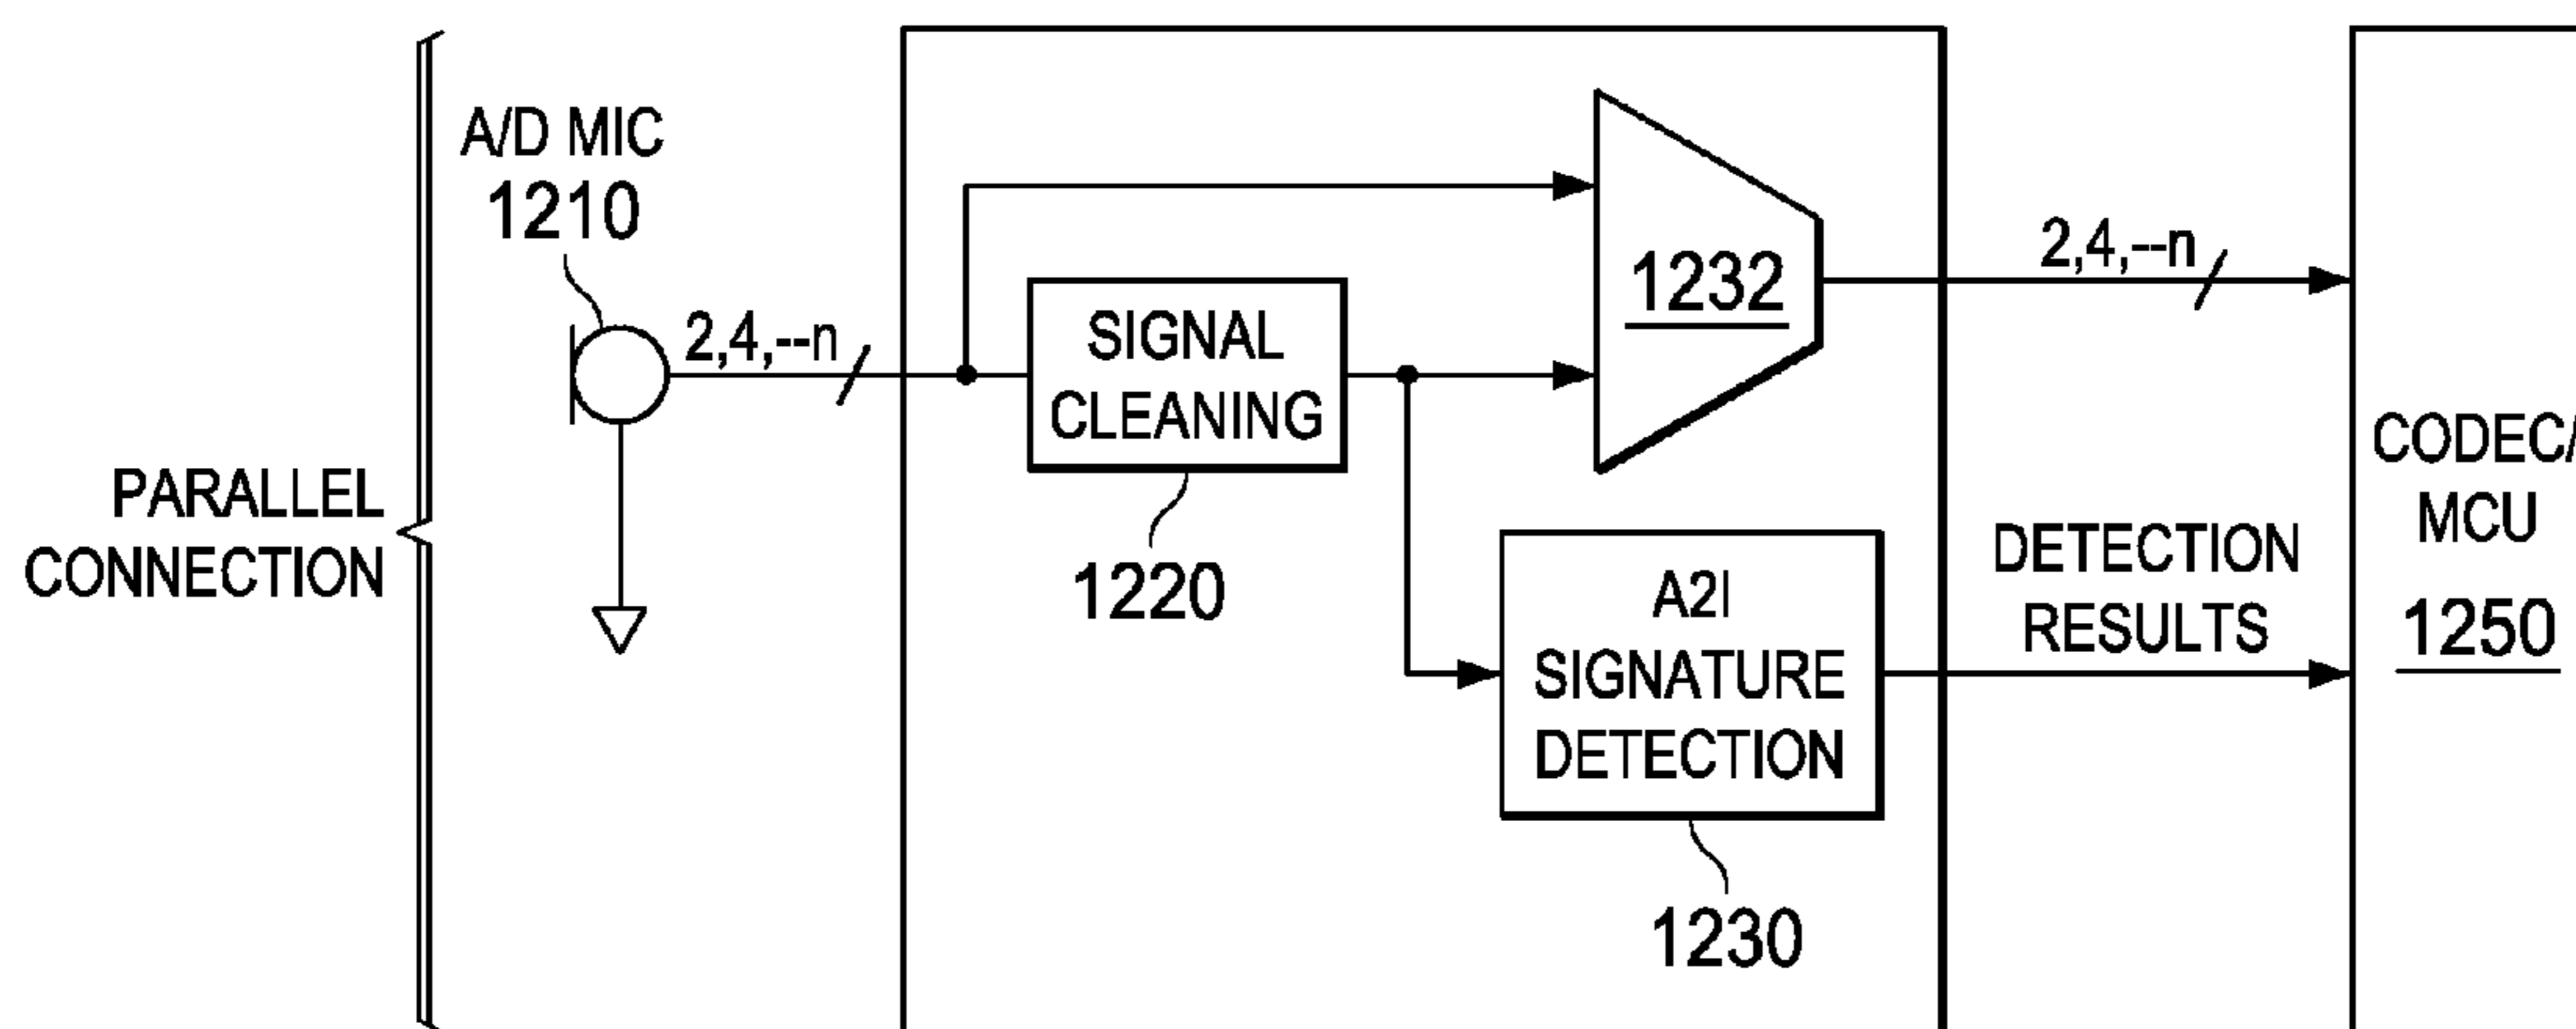 A/D MIC
1210
2,4,--n
PARALLEL
CONNECTION
SIGNAL
CLEANING
1220
1232
A2I
SIGNATURE
DETECTION
1230
2,4,--n
DETECTION
RESULTS
CODEC/
MCU
1250